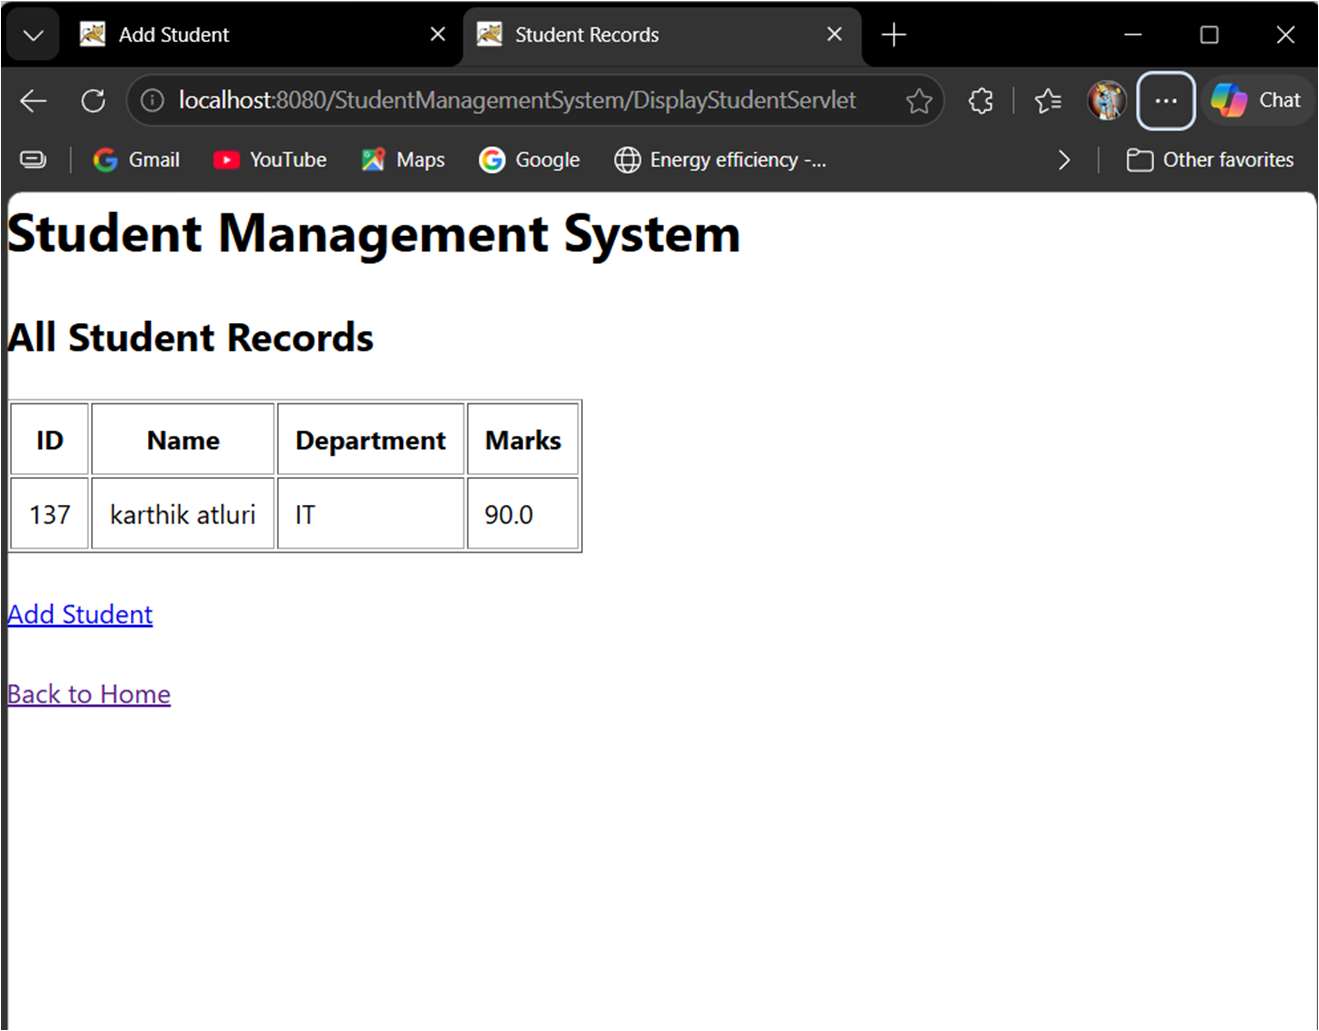 Add Student
Student Records
localhost:8080/StudentManagementSystem/DisplayStudentServlet
Chat
Gmail YouTube Maps Google Energy efficiency -... Other favorites
Student Management System
All Student Records
ID Name Department Marks
137 karthik atluri IT 90.0
Add Student
Back to Home